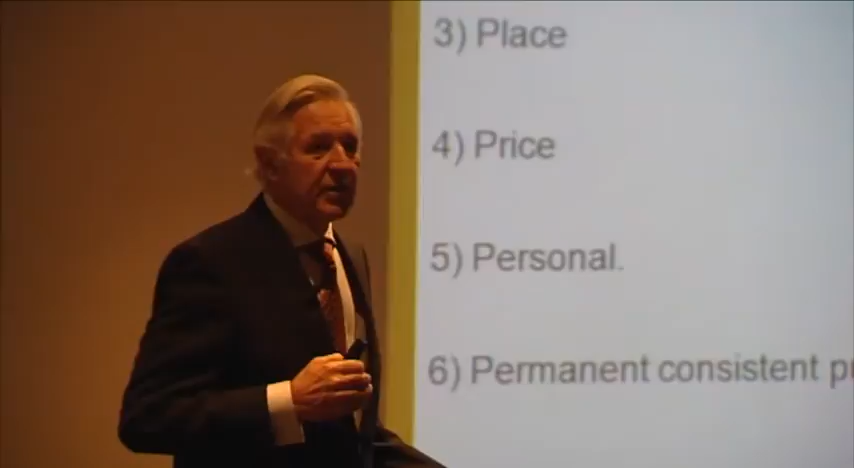 3) Place
4) Price
5) Personal.
6) Permanent consistent